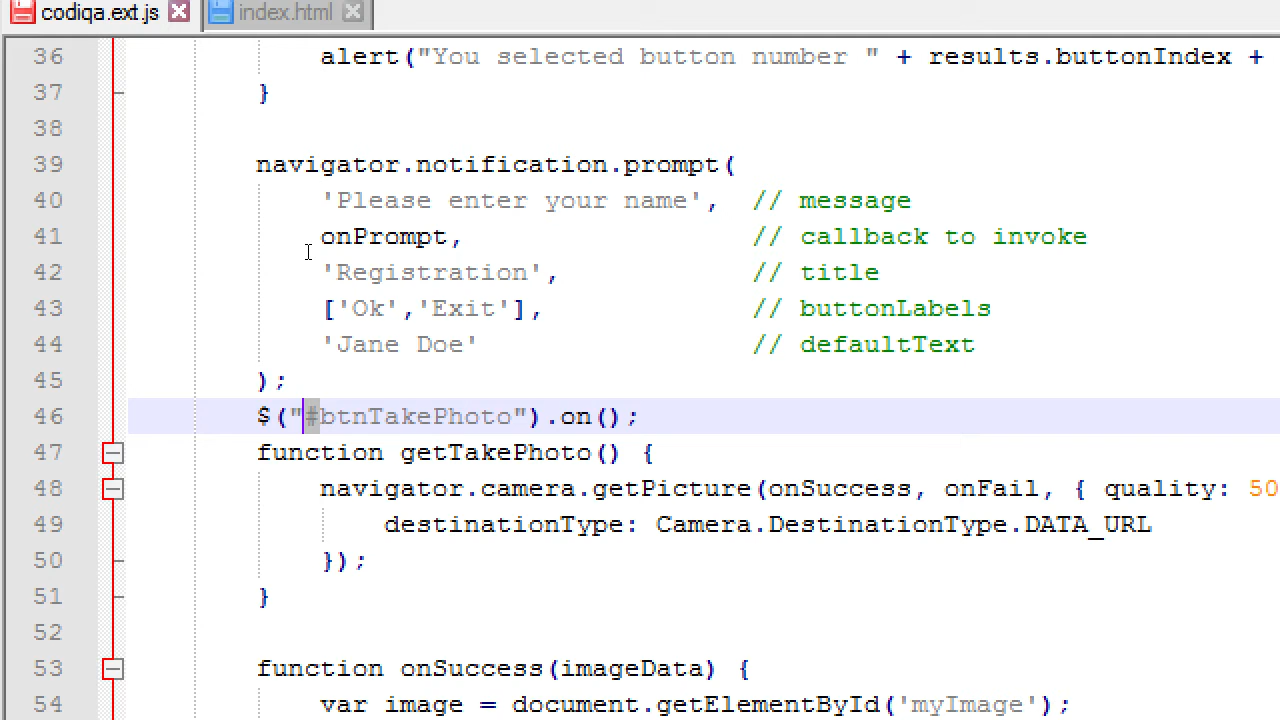 codiqa.ext.js index.html
36 alert("You selected button number " + results.buttonIndex +
37 }
38
39 navigator.notification.prompt(
40 'Please enter your name', // message
41 onPrompt, // callback to invoke
42 'Registration', // title
43 ['Ok','Exit'], // buttonLabels
44 'Jane Doe' // defaultText
45 );
46 $("#btnTakePhoto").on();
47 function getTakePhoto() {
48 navigator.camera.getPicture(onSuccess, onFail, { quality: 50
49 destinationType: Camera.DestinationType.DATA_URL
50 });
51 }
52
53 function onSuccess(imageData) {
54 var image = document.getElementById('myImage');